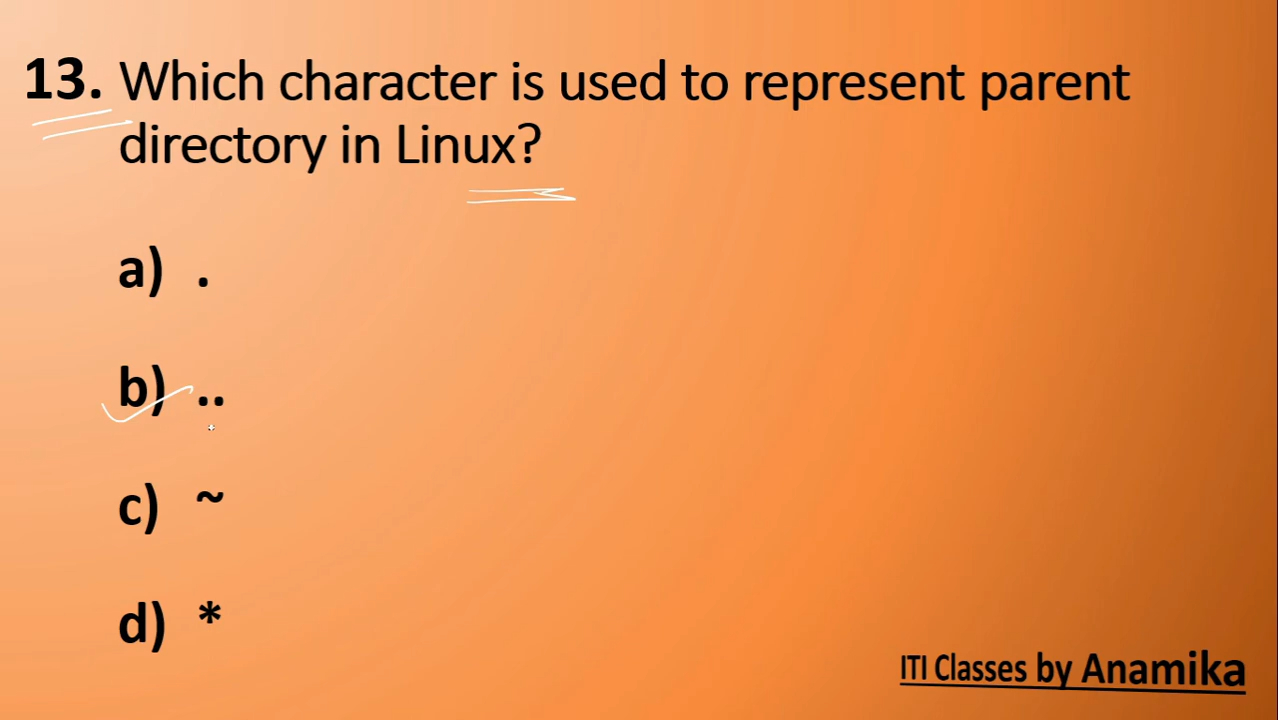 13. Which character is used to represent parent
directory in Linux?
a) .
b) ..
c) ~
d) *
ITI Classes by Anamika